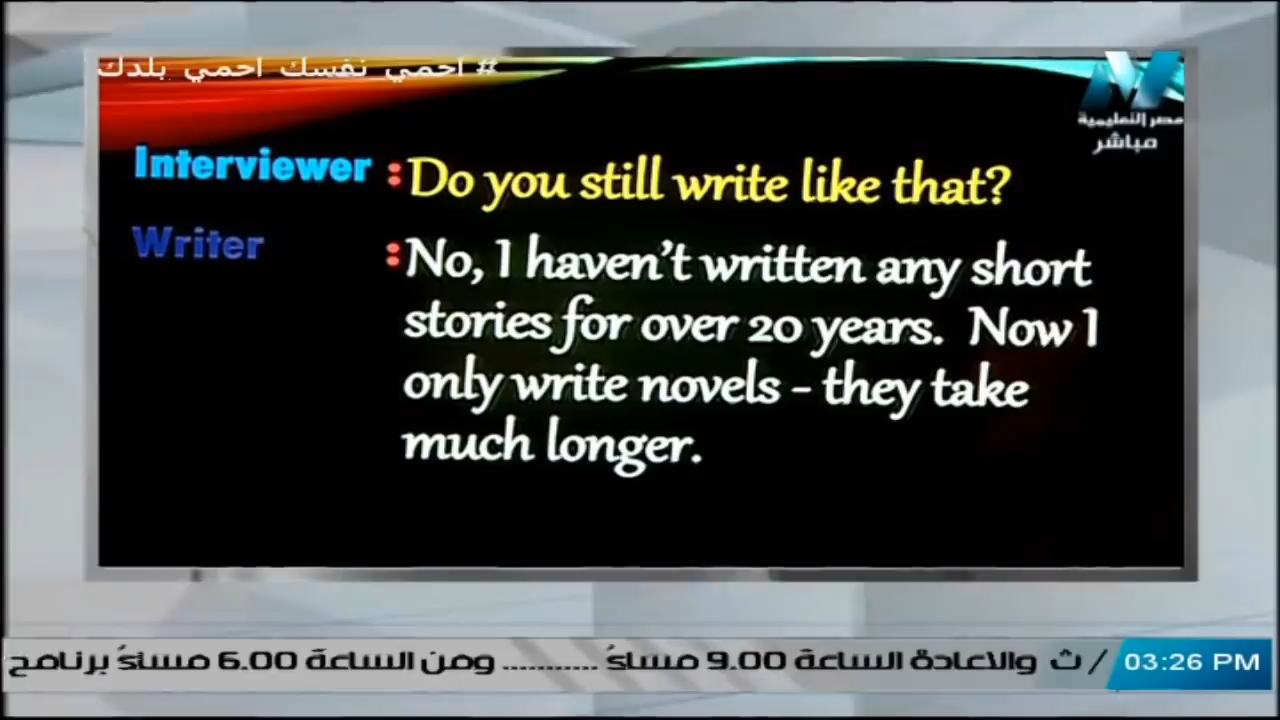 # احمي نفسك احمي بلدك
مصر التعليمية
مباشر
Interviewer : Do you still write like that?
Writer : No, I haven't written any short
stories for over 20 years. Now I
only write novels - they take
much longer.
ث والاعادة الساعة 9.00 مساءً ........... ومن الساعة 6.00 مساءً برنامج
03:26 PM